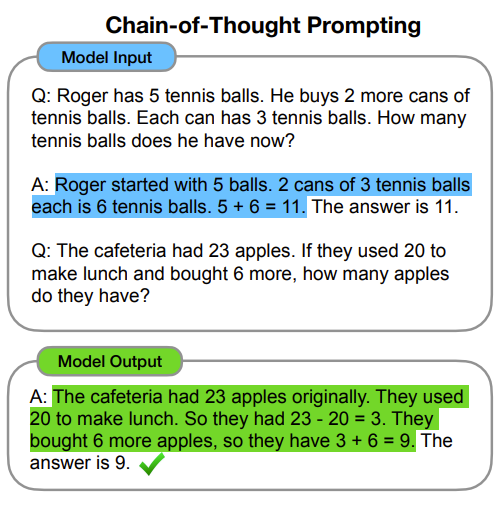 Chain-of-Thought Prompting
Model Input
Q: Roger has 5 tennis balls. He buys 2 more cans of
tennis balls. Each can has 3 tennis balls. How many
tennis balls does he have now?
A: Roger started with 5 balls. 2 cans of 3 tennis balls
each is 6 tennis balls. 5 + 6 = 11. The answer is 11.
Q: The cafeteria had 23 apples. If they used 20 to
make lunch and bought 6 more, how many apples
do they have?
Model Output
A: The cafeteria had 23 apples originally. They used
20 to make lunch. So they had 23 - 20 = 3. They
bought 6 more apples, so they have 3 + 6 = 9. The
answer is 9.